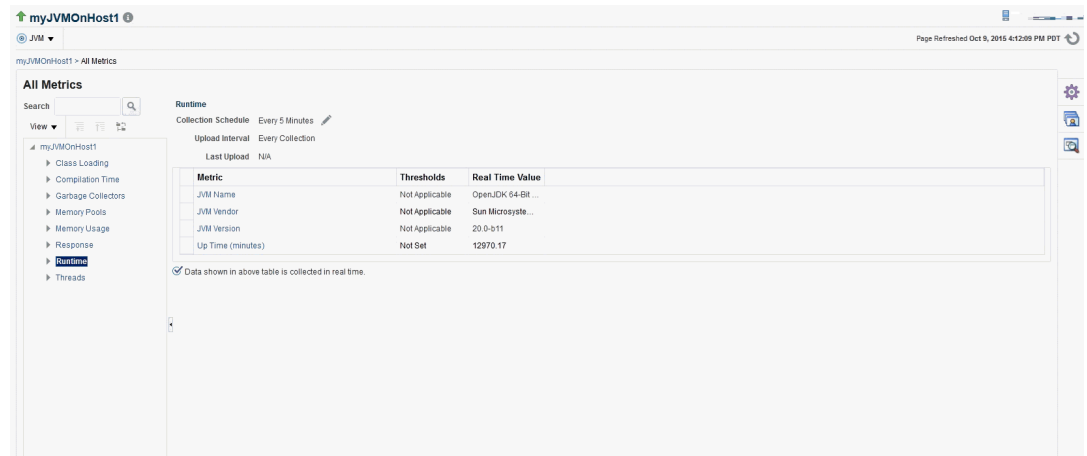 myJVMOnHost1
JVM
Page Refreshed Oct 9, 2015 4:12:09 PM PDT
myJVMOnHost1 > All Metrics
All Metrics
Search
View
myJVMOnHost1
Class Loading
Compilation Time
Garbage Collectors
Memory Pools
Memory Usage
Response
Runtime
Threads
Runtime
Collection Schedule Every 5 Minutes
Upload Interval Every Collection
Last Upload N/A
Metric Thresholds Real Time Value
JVM Name Not Applicable OpenJDK 64-Bit ...
JVM Vendor Not Applicable Sun Microsyste...
JVM Version Not Applicable 20.0-b11
Up Time (minutes) Not Set 12970.17
Data shown in above table is collected in real time.